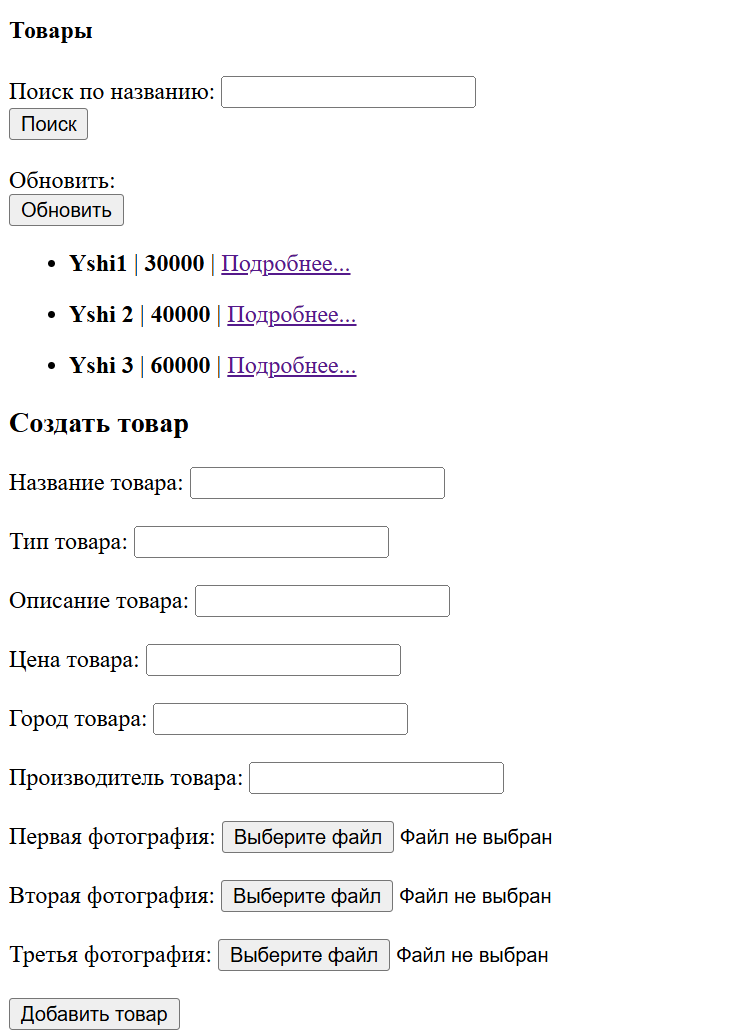 Товары
Поиск по названию:
Поиск
Обновить:
Обновить
Yshi1 | 30000 | Подробнее...
Yshi 2 | 40000 | Подробнее...
Yshi 3 | 60000 | Подробнее...
Создать товар
Название товара:
Тип товара:
Описание товара:
Цена товара:
Город товара:
Производитель товара:
Первая фотография: Выберите файл Файл не выбран
Вторая фотография: Выберите файл Файл не выбран
Третья фотография: Выберите файл Файл не выбран
Добавить товар